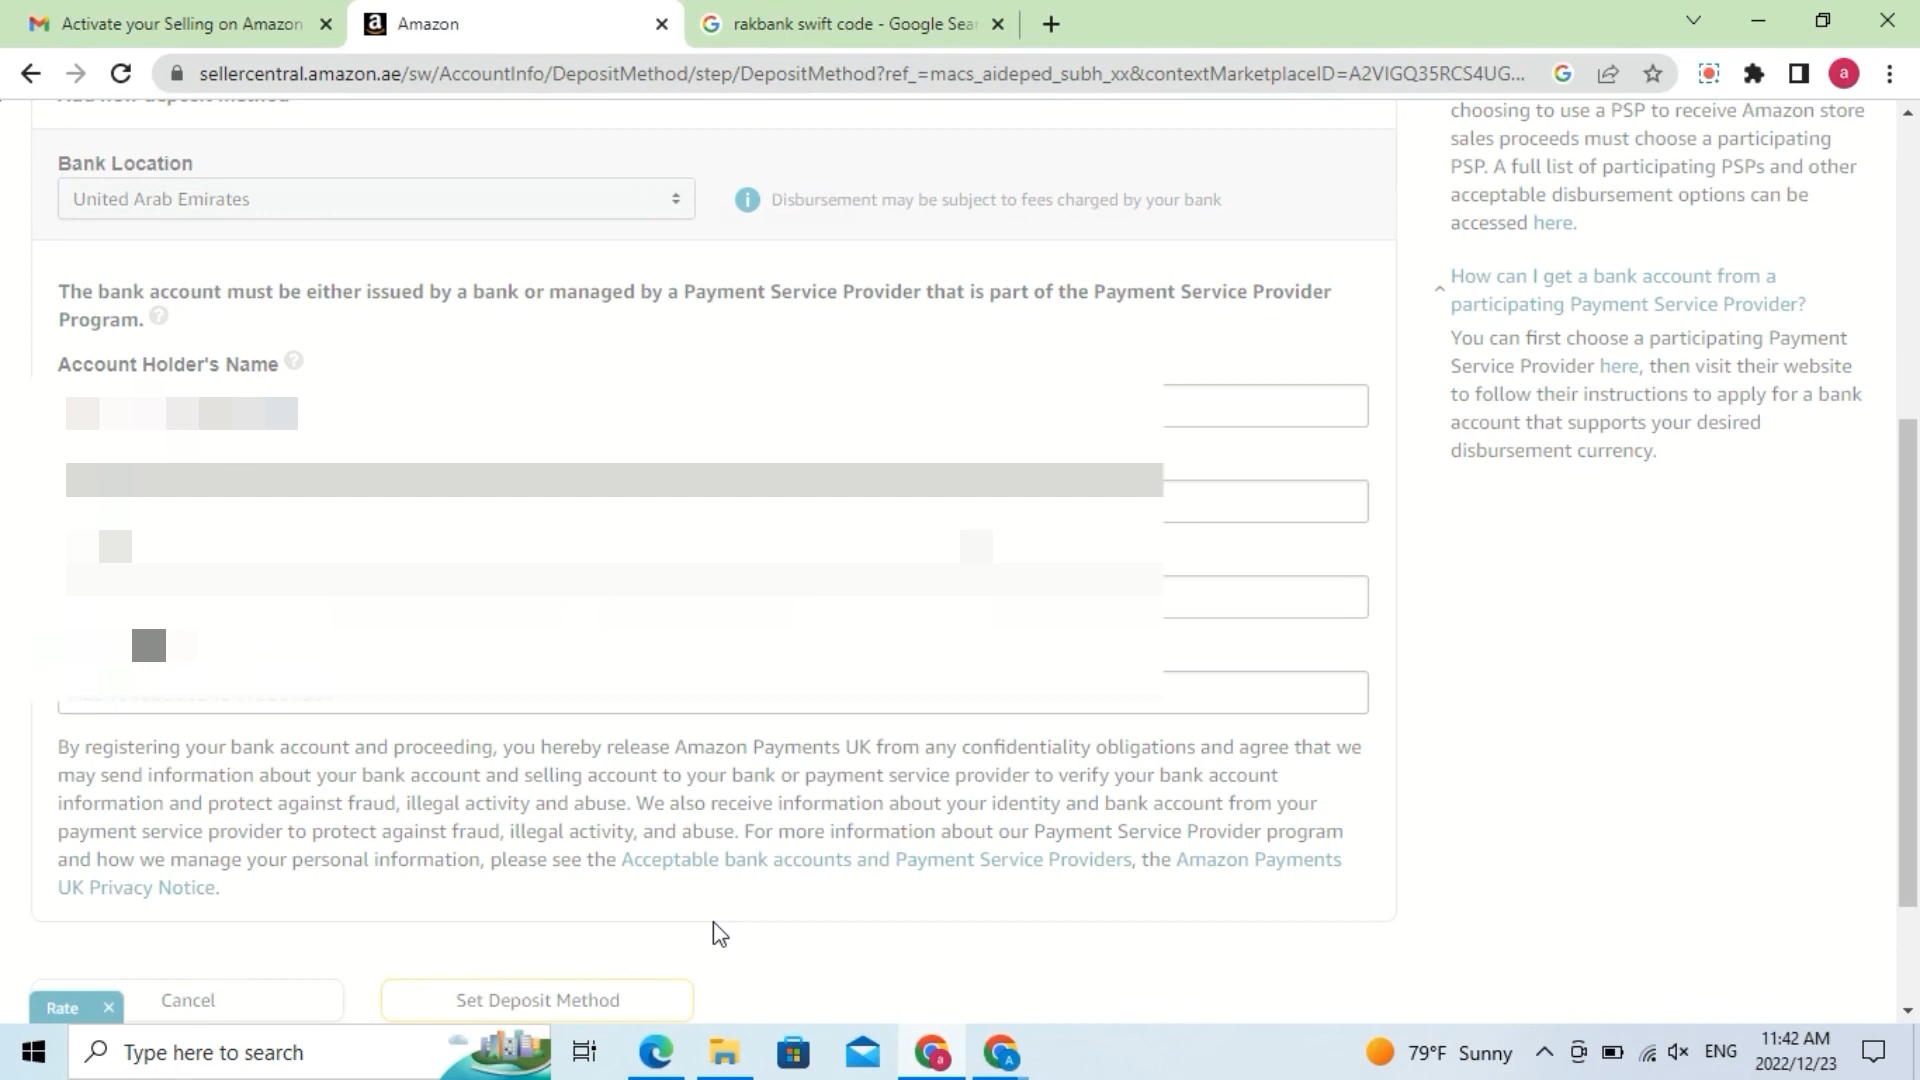 Activate your Selling on Amazon
Amazon
rakbank swift code - Google Sear
sellercentral.amazon.ae/sw/AccountInfo/DepositMethod/step/DepositMethod?ref_=macs_aideped_subh_xx&contextMarketplaceID=A2VIGQ35RCS4UG...
a
Bank Location
United Arab Emirates
Disbursement may be subject to fees charged by your bank
The bank account must be either issued by a bank or managed by a Payment Service Provider that is part of the Payment Service Provider
Program.
Account Holder's Name
By registering your bank account and proceeding, you hereby release Amazon Payments UK from any confidentiality obligations and agree that we
may send information about your bank account and selling account to your bank or payment service provider to verify your bank account
information and protect against fraud, illegal activity and abuse. We also receive information about your identity and bank account from your
payment service provider to protect against fraud, illegal activity, and abuse. For more information about our Payment Service Provider program
and how we manage your personal information, please see the Acceptable bank accounts and Payment Service Providers, the Amazon Payments
UK Privacy Notice.
Cancel
Set Deposit Method
Rate
choosing to use a PSP to receive Amazon store
sales proceeds must choose a participating
PSP. A full list of participating PSPs and other
acceptable disbursement options can be
accessed here.
How can I get a bank account from a
participating Payment Service Provider?
You can first choose a participating Payment
Service Provider here, then visit their website
to follow their instructions to apply for a bank
account that supports your desired
disbursement currency.
Type here to search
79°F Sunny
ENG
11:42 AM
2022/12/23